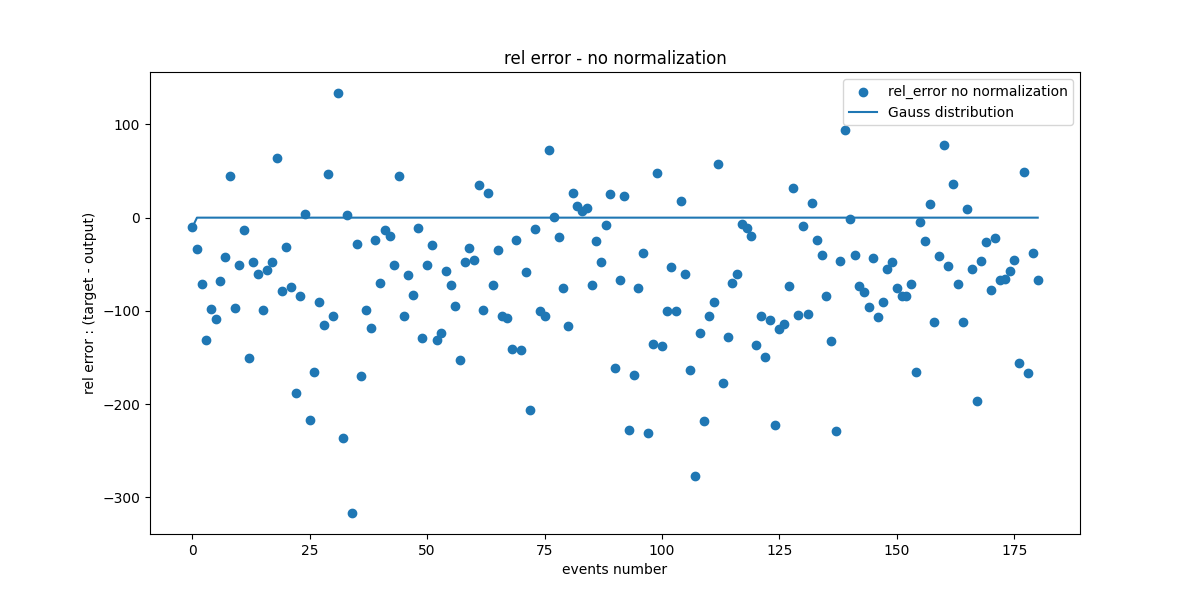 rel error - no normalization
rel_error no normalization
Gauss distribution
rel error : (target - output)
100
0
−100
−200
−300
0 25 50 75 100 125 150 175
events number